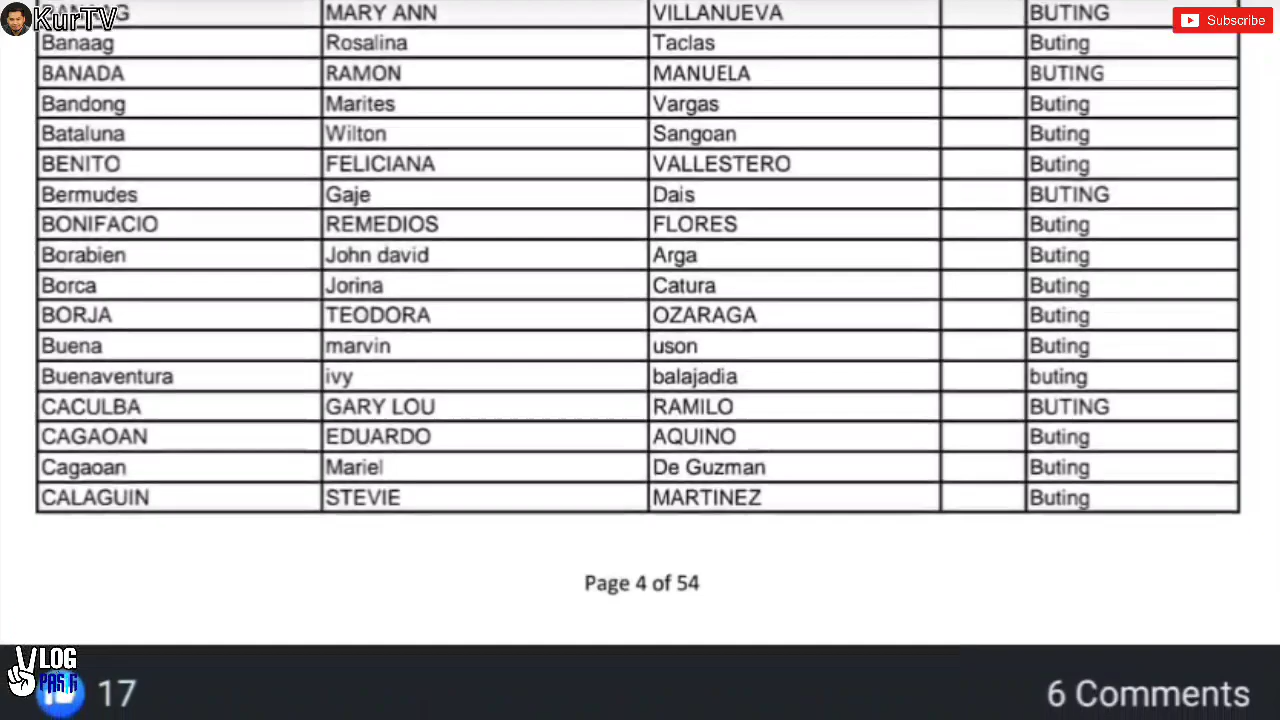 KurTV
Subscribe
MARY ANN VILLANUEVA BUTING
Banaag Rosalina Taclas Buting
BANADA RAMON MANUELA BUTING
Bandong Marites Vargas Buting
Bataluna Wilton Sangoan Buting
BENITO FELICIANA VALLESTERO Buting
Bermudes Gaje Dais BUTING
BONIFACIO REMEDIOS FLORES Buting
Borabien John david Arga Buting
Borca Jorina Catura Buting
BORJA TEODORA OZARAGA Buting
Buena marvin uson Buting
Buenaventura ivy balajadia buting
CACULBA GARY LOU RAMILO BUTING
CAGAOAN EDUARDO AQUINO Buting
Cagaoan Mariel De Guzman Buting
CALAGUIN STEVIE MARTINEZ Buting
Page 4 of 54
VLOG
PAS G
17
6 Comments